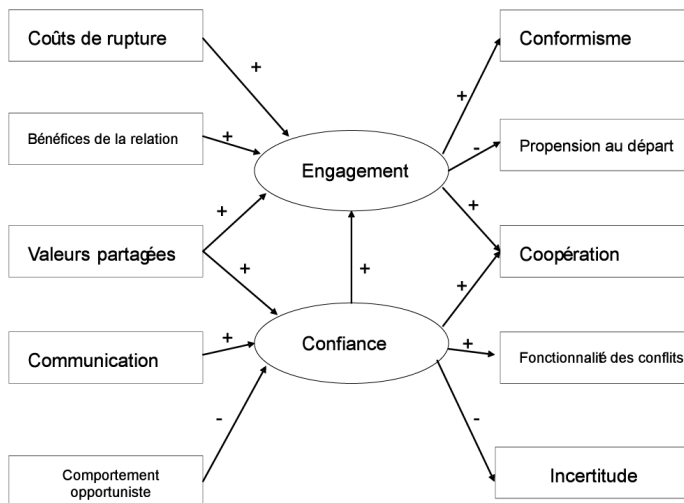 Coûts de rupture
Conformisme
+
+
Bénéfices de la relation
+
-
Propension au départ
Engagement
+
+
Valeurs partagées
Coopération
+
+
+
Communication
+
Confiance
+
Fonctionnalité des conflits
-
-
Comportement
opportuniste
Incertitude